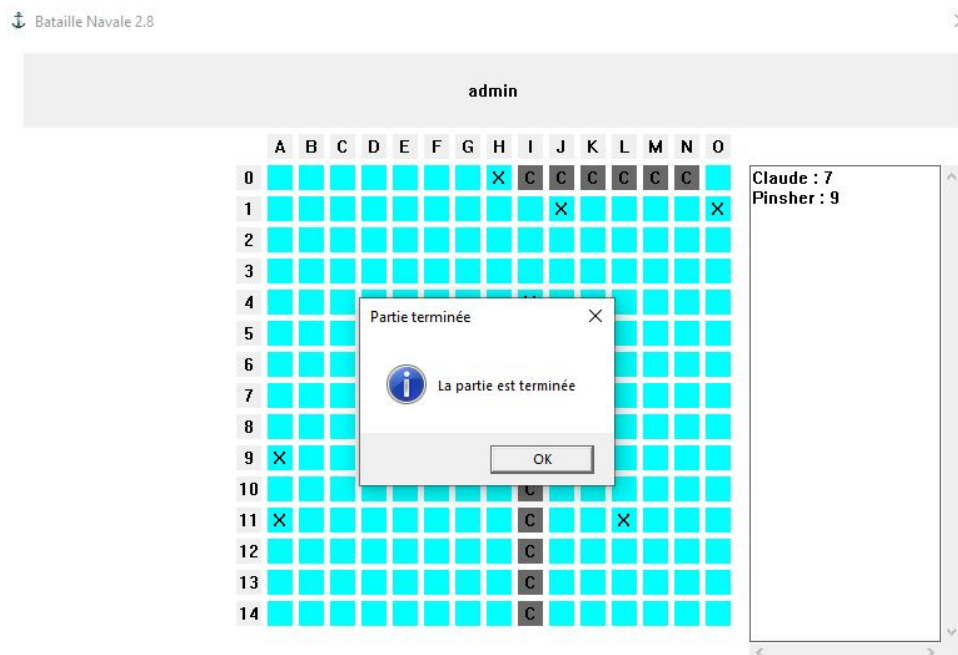 Bataille Navale 2.8
admin
A B C D E F G H I J K L M N O
0 X C C C C C C
1 X X
2
3
4
5
6
7
8
9 X
10 C
11 X C X
12 C
13 C
14 C
Claude : 7
Pinsher : 9
Partie terminée
La partie est terminée
OK